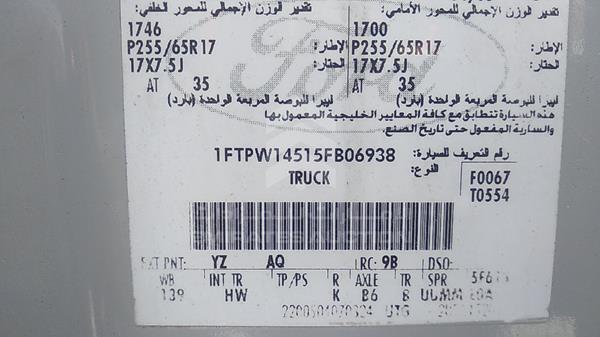 تقدير الوزن الإجمالي للمحور الأمامي: تقدير الوزن الإجمالي للمحور الخلفي:
1700 1746
الإطار: P255/65R17 الإطار: P255/65R17
الحتار: 17X7.5J الحتار: 17X7.5J
AT 35 AT 35
ليبرا للبوصة المربعة الواحدة (بارد) ليبرا للبوصة المربعة الواحدة (بارد)
هذه السيارة تتطابق مع كافة المعايير الخليجية المعمول بها
والسارية المفعول حتى تاريخ الصنع.
رقم التعريف للسيارة: 1FTPW14515FB06938
النوع: TRUCK F0067
T0554
Ford
EXT PNT: YZ AQ RC: 9B DSO:
WB INT TR TP/PS R AXLE TR SPR
139 HW K B6 B